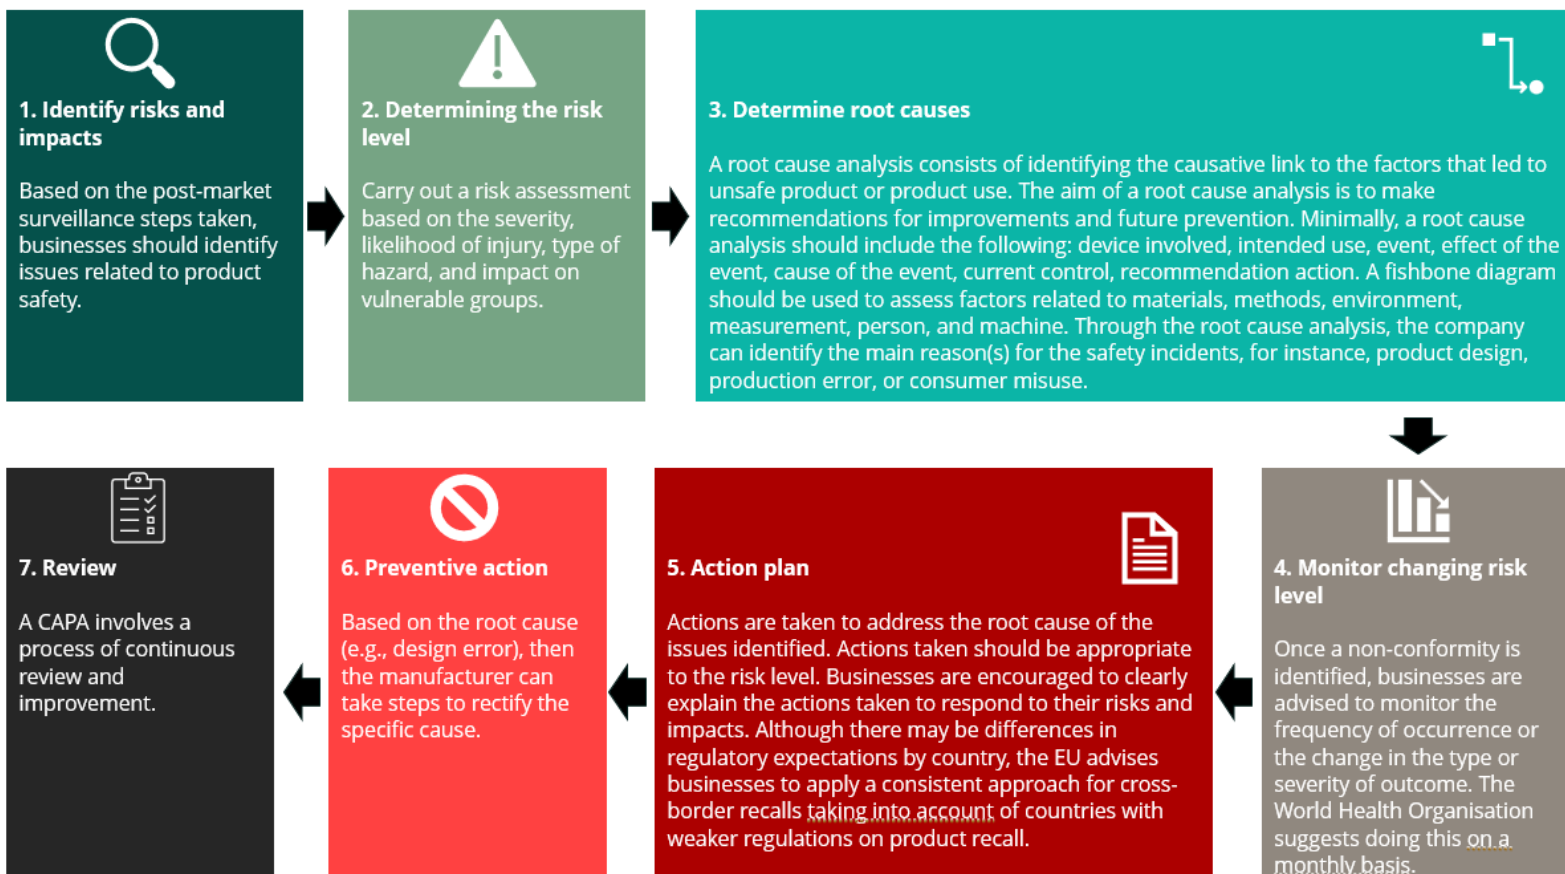 1. Identify risks and
impacts
Based on the post-market
surveillance steps taken,
businesses should identify
issues related to product
safety.
2. Determining the risk
level
Carry out a risk assessment
based on the severity,
likelihood of injury, type of
hazard, and impact on
vulnerable groups.
3. Determine root causes
A root cause analysis consists of identifying the causative link to the factors that led to
unsafe product or product use. The aim of a root cause analysis is to make
recommendations for improvements and future prevention. Minimally, a root cause
analysis should include the following: device involved, intended use, event, effect of the
event, cause of the event, current control, recommendation action. A fishbone diagram
should be used to assess factors related to materials, methods, environment,
measurement, person, and machine. Through the root cause analysis, the company
can identify the main reason(s) for the safety incidents, for instance, product design,
production error, or consumer misuse.
4. Monitor changing risk
level
Once a non-conformity is
identified, businesses are
advised to monitor the
frequency of occurrence or
the change in the type or
severity of outcome. The
World Health Organisation
suggests doing this on a
monthly basis.
5. Action plan
Actions are taken to address the root cause of the
issues identified. Actions taken should be appropriate
to the risk level. Businesses are encouraged to clearly
explain the actions taken to respond to their risks and
impacts. Although there may be differences in
regulatory expectations by country, the EU advises
businesses to apply a consistent approach for cross-
border recalls taking into account of countries with
weaker regulations on product recall.
6. Preventive action
Based on the root cause
(e.g., design error), then
the manufacturer can
take steps to rectify the
specific cause.
7. Review
A CAPA involves a
process of continuous
review and
improvement.